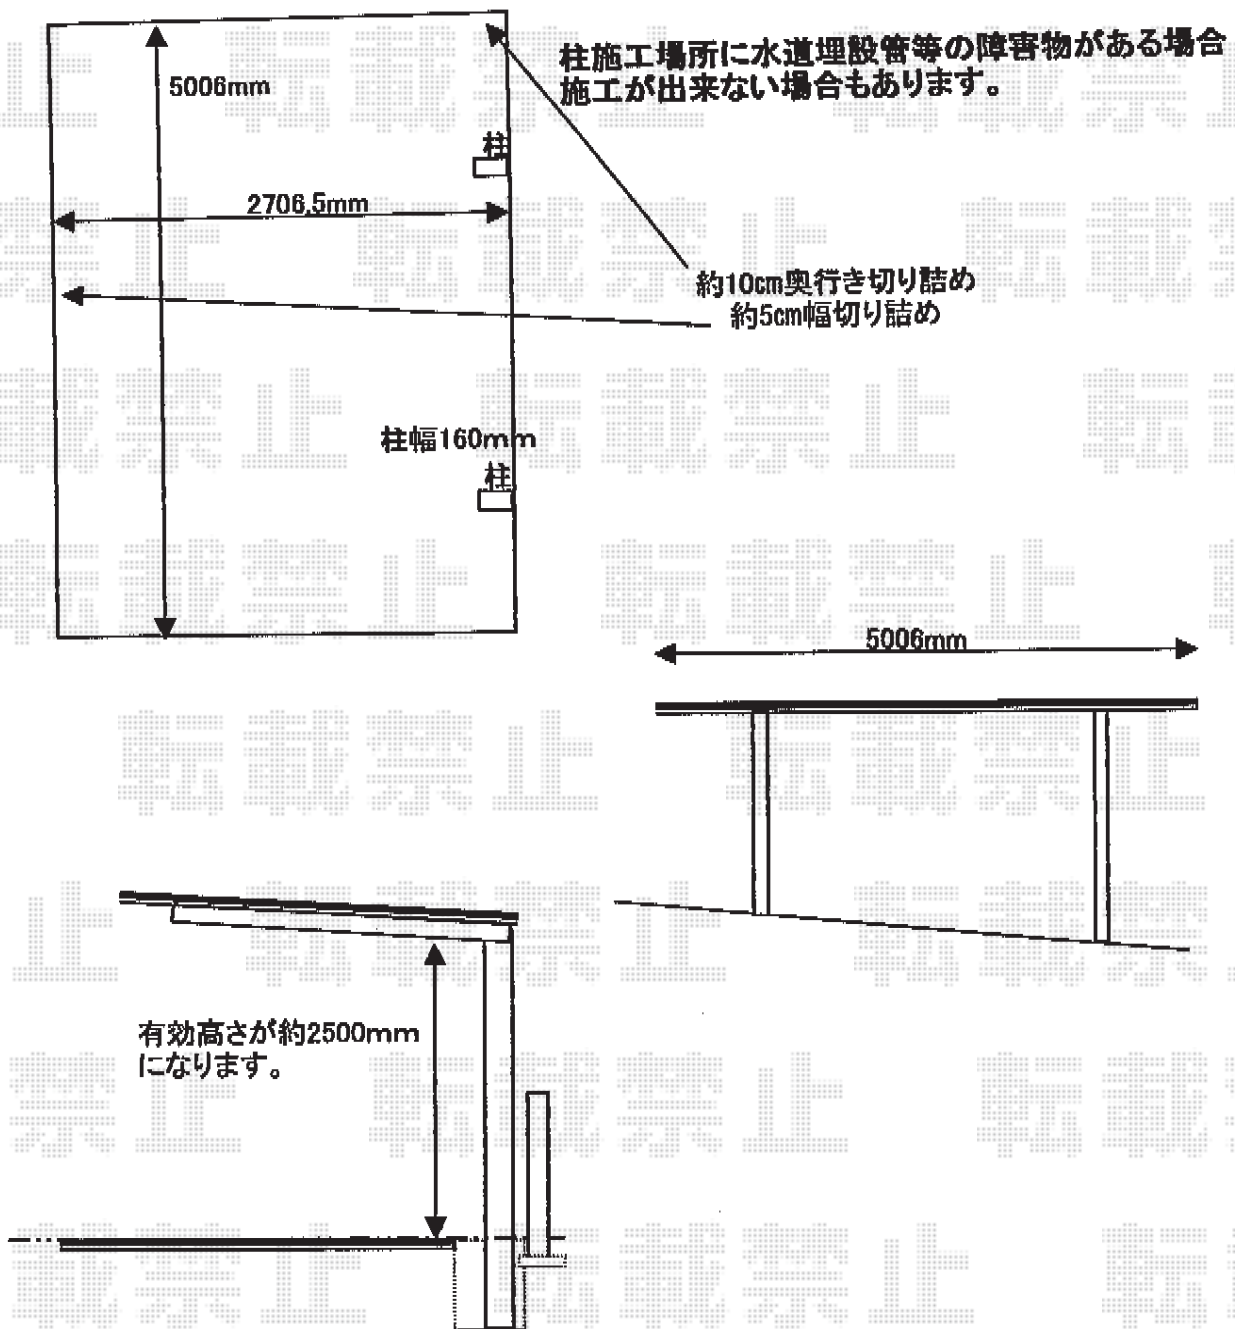 柱施工場所に水道埋設管等の障害物がある場合
施工が出来ない場合もあります。
5006mm
柱
2706.5mm
約10cm奥行き切り詰め
約5cm幅切り詰め
柱幅160mm
柱
5006mm
有効高さが約2500mm
になります。
転載禁止